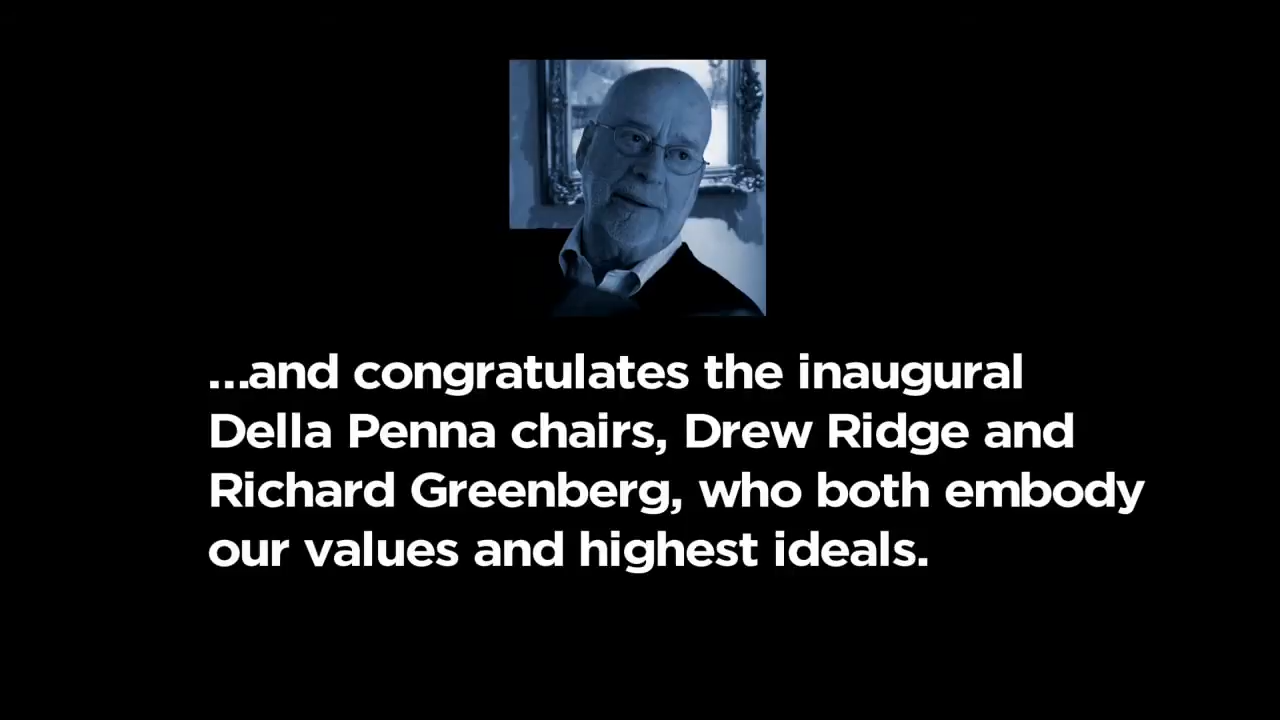 ...and congratulates the inaugural
Della Penna chairs, Drew Ridge and
Richard Greenberg, who both embody
our values and highest ideals.